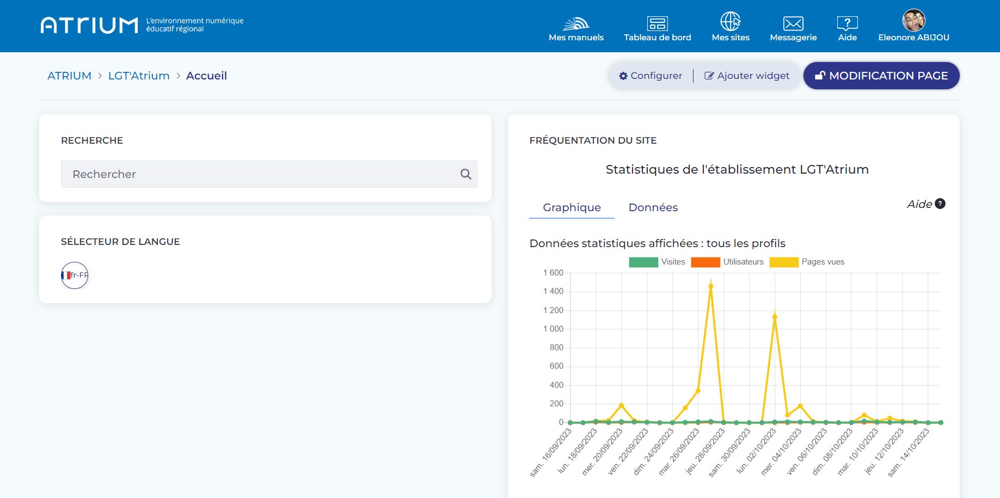 ATRIUM L'environnement numérique
éducatif régional
Mes manuels
Tableau de bord
Mes sites
Messagerie
Aide
Eleonore ABIJOU
ATRIUM > LGT'Atrium > Accueil
Configurer | Ajouter widget
MODIFICATION PAGE
RECHERCHE
Rechercher
SÉLECTEUR DE LANGUE
fr-FR
FRÉQUENTATION DU SITE
Statistiques de l'établissement LGT'Atrium
Graphique
Données
Aide ?
Données statistiques affichées : tous les profils
Visites
Utilisateurs
Pages vues
1 600
1 400
1 200
1 000
800
600
400
200
0
sam. 16/09/2023
lun. 18/09/2023
mer. 20/09/2023
ven. 22/09/2023
dim. 24/09/2023
mar. 26/09/2023
jeu. 28/09/2023
sam. 30/09/2023
lun. 02/10/2023
mer. 04/10/2023
ven. 06/10/2023
dim. 08/10/2023
mar. 10/10/2023
jeu. 12/10/2023
sam. 14/10/2023